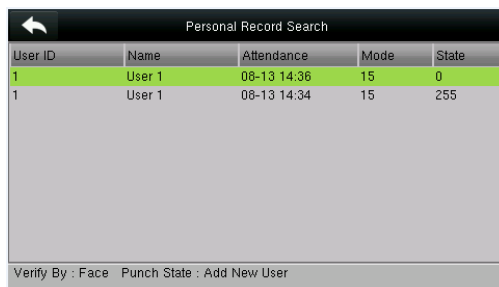 Personal Record Search
User ID Name Attendance Mode State
1 User 1 08-13 14:36 15 0
1 User 1 08-13 14:34 15 255
Verify By : Face Punch State : Add New User